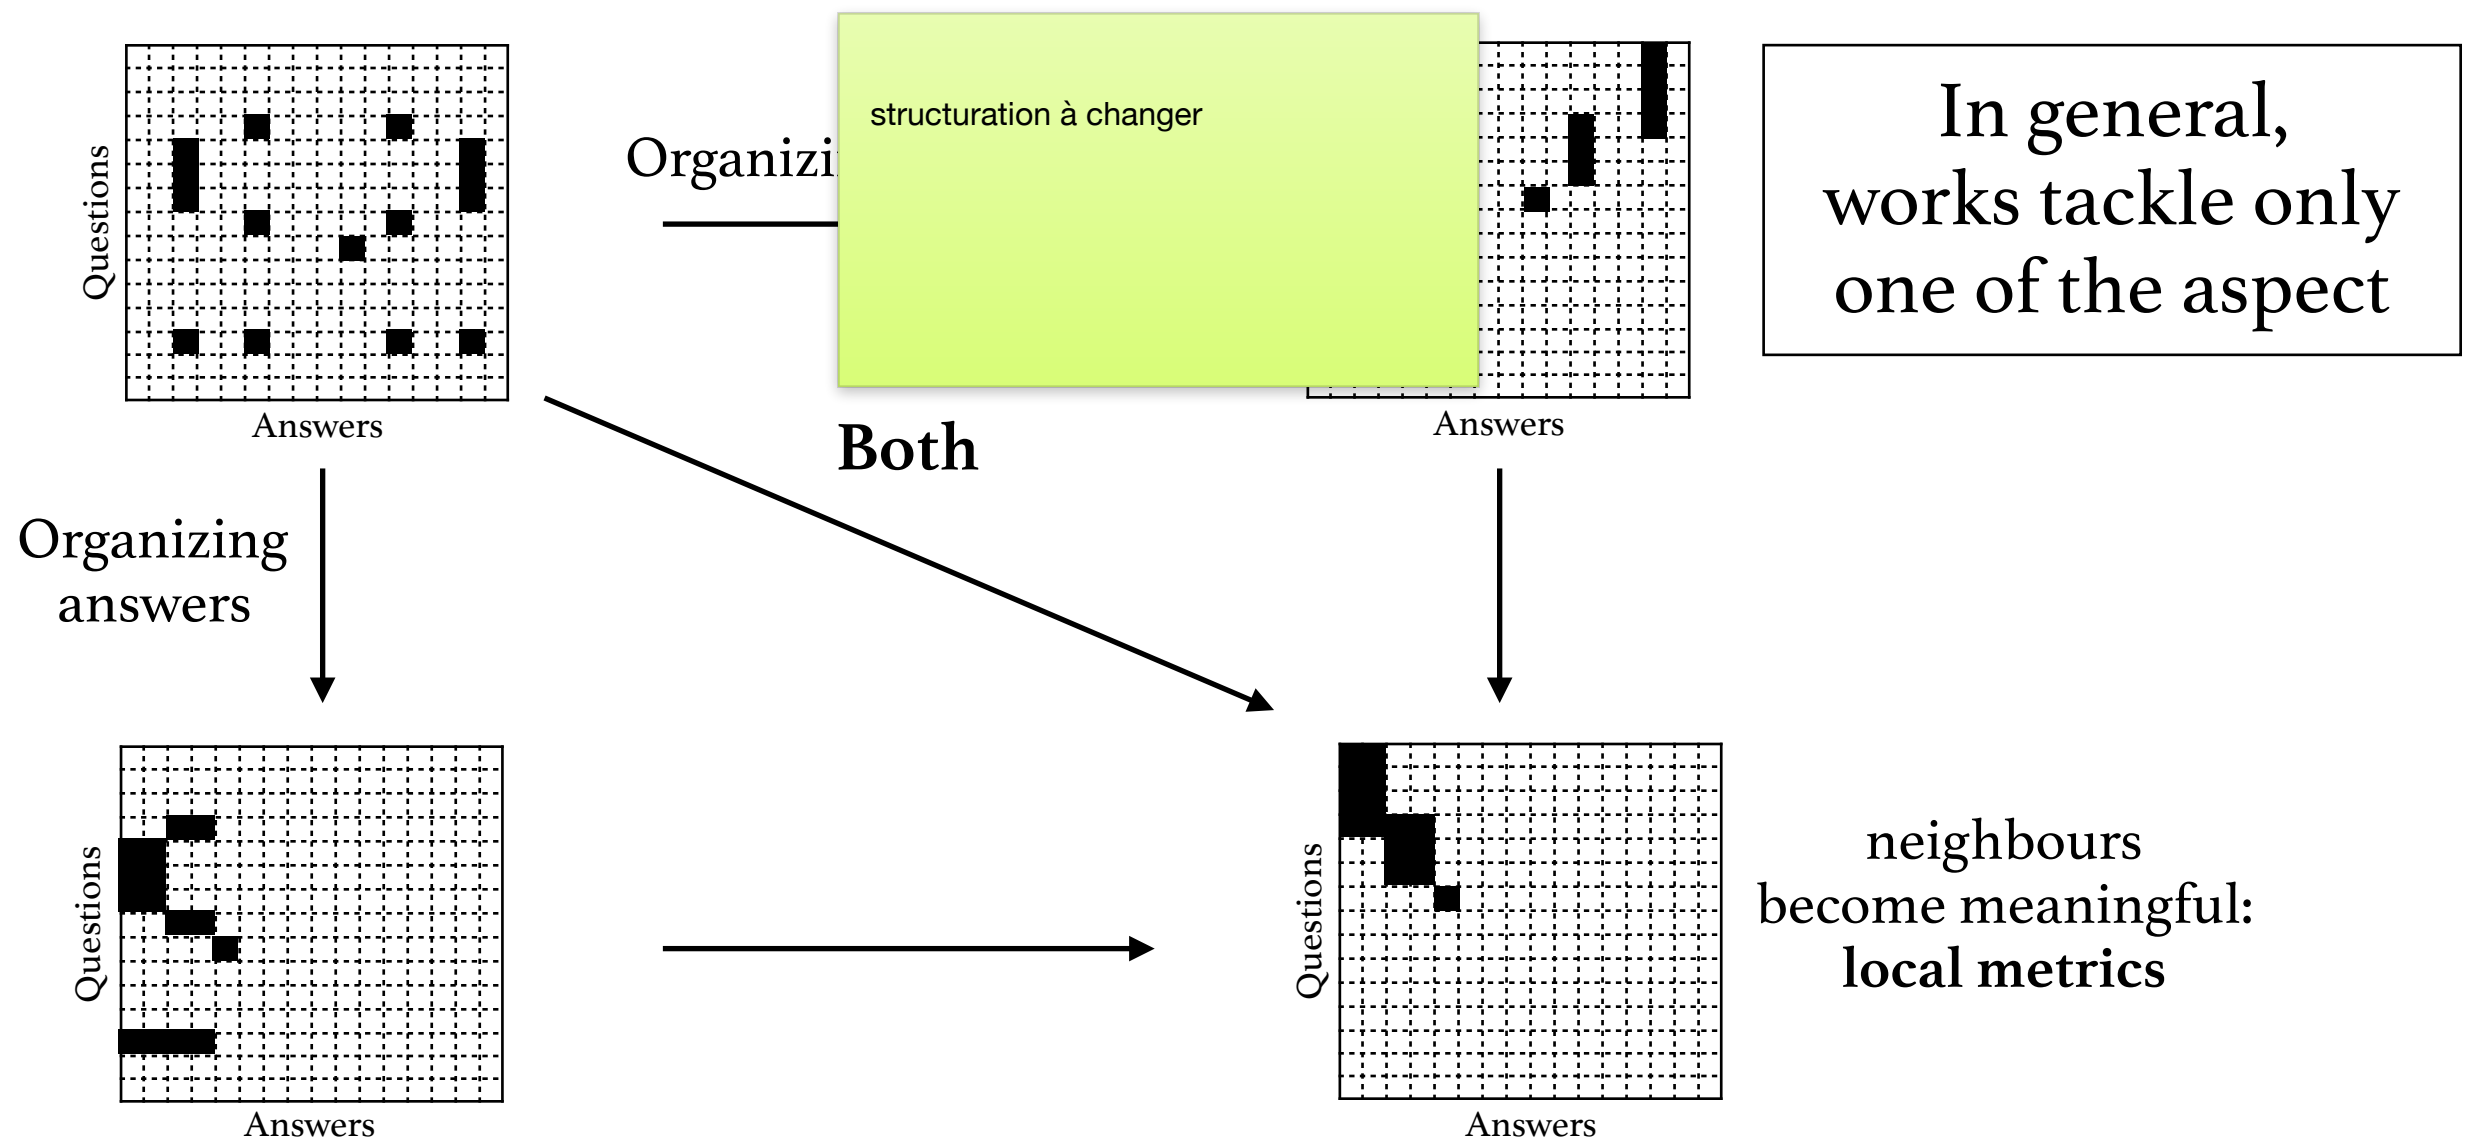 structuration à changer
In general,
works tackle only
one of the aspect
Questions
Answers
Answers
Both
Organizing
answers
Questions
Answers
Questions
Answers
neighbours
become meaningful:
local metrics